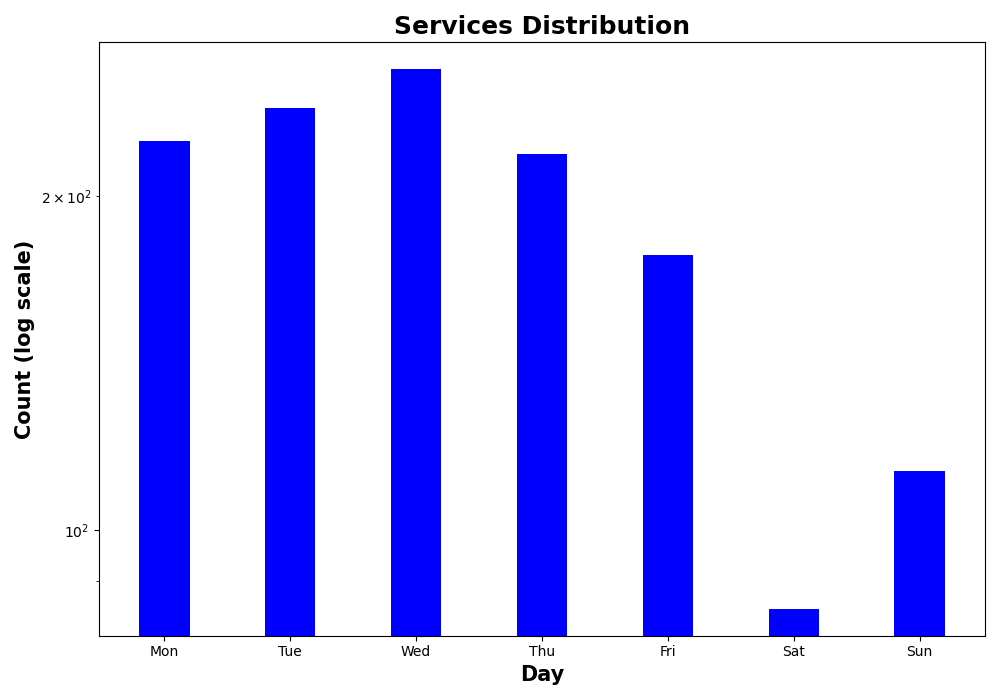 Services Distribution
Count (log scale)
2 × 10²
10²
Mon Tue Wed Thu Fri Sat Sun
Day